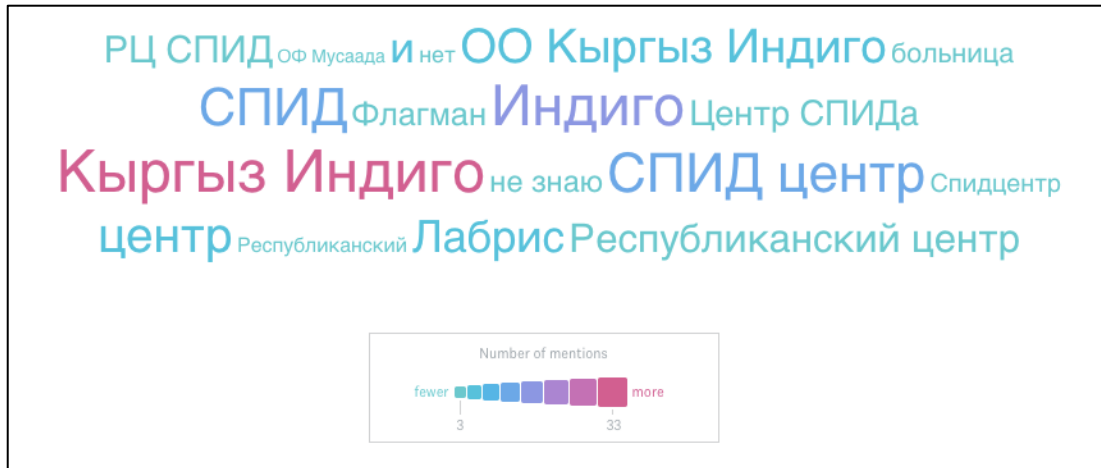 РЦ СПИД ОФ Мусаада и нет ОО Кыргыз Индиго больница
СПИД Флагман Индиго Центр СПИДа
Кыргыз Индиго не знаю СПИД центр Спидцентр
центр Республиканский Лабрис Республиканский центр
Number of mentions
fewer more
3 33